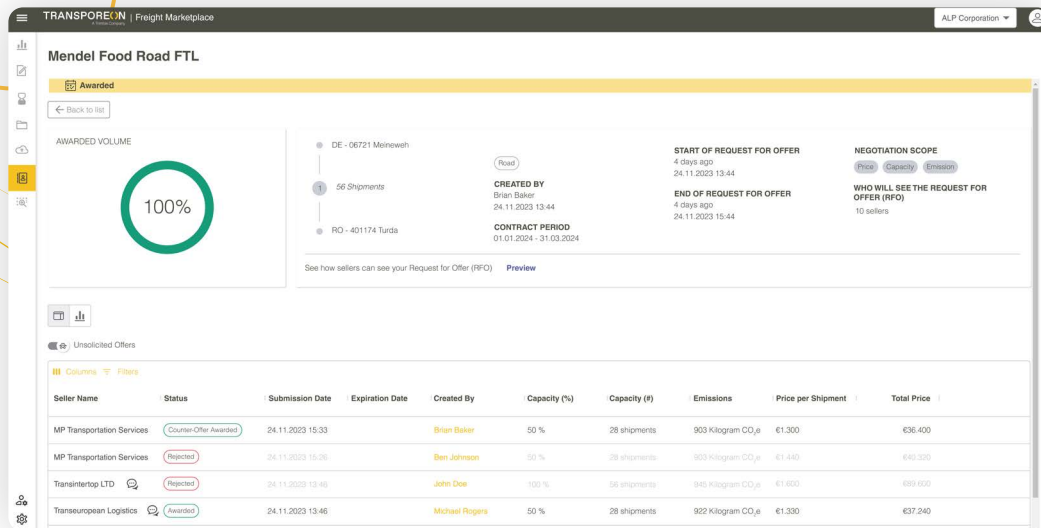 TRANSPOREON | Freight Marketplace
A Trimble Company
ALP Corporation
Mendel Food Road FTL
Awarded
← Back to list
AWARDED VOLUME
100%
DE - 06721 Meineweh
1
56 Shipments
RO - 401174 Turda
Road
CREATED BY
Brian Baker
24.11.2023 13:44
CONTRACT PERIOD
01.01.2024 - 31.03.2024
START OF REQUEST FOR OFFER
4 days ago
24.11.2023 13:44
END OF REQUEST FOR OFFER
4 days ago
24.11.2023 15:44
NEGOTIATION SCOPE
Price Capacity Emission
WHO WILL SEE THE REQUEST FOR
OFFER (RFO)
10 sellers
See how sellers can see your Request for Offer (RFO) Preview
Unsolicited Offers
Columns Filters
Seller Name Status Submission Date Expiration Date Created By Capacity (%) Capacity (#) Emissions Price per Shipment Total Price
MP Transportation Services Counter-Offer Awarded 24.11.2023 15:33 Brian Baker 50 % 28 shipments 903 Kilogram CO₂e €1.300 €36.400
MP Transportation Services Rejected 24.11.2023 15:26 Ben Johnson 50 % 28 shipments 903 Kilogram CO₂e €1.440 €40.320
Transintertop LTD Rejected 24.11.2023 13:46 John Doe 100 % 56 shipments 945 Kilogram CO₂e €1.600 €89.600
Transeuropean Logistics Awarded 24.11.2023 13:46 Michael Rogers 50 % 28 shipments 922 Kilogram CO₂e €1.330 €37.240